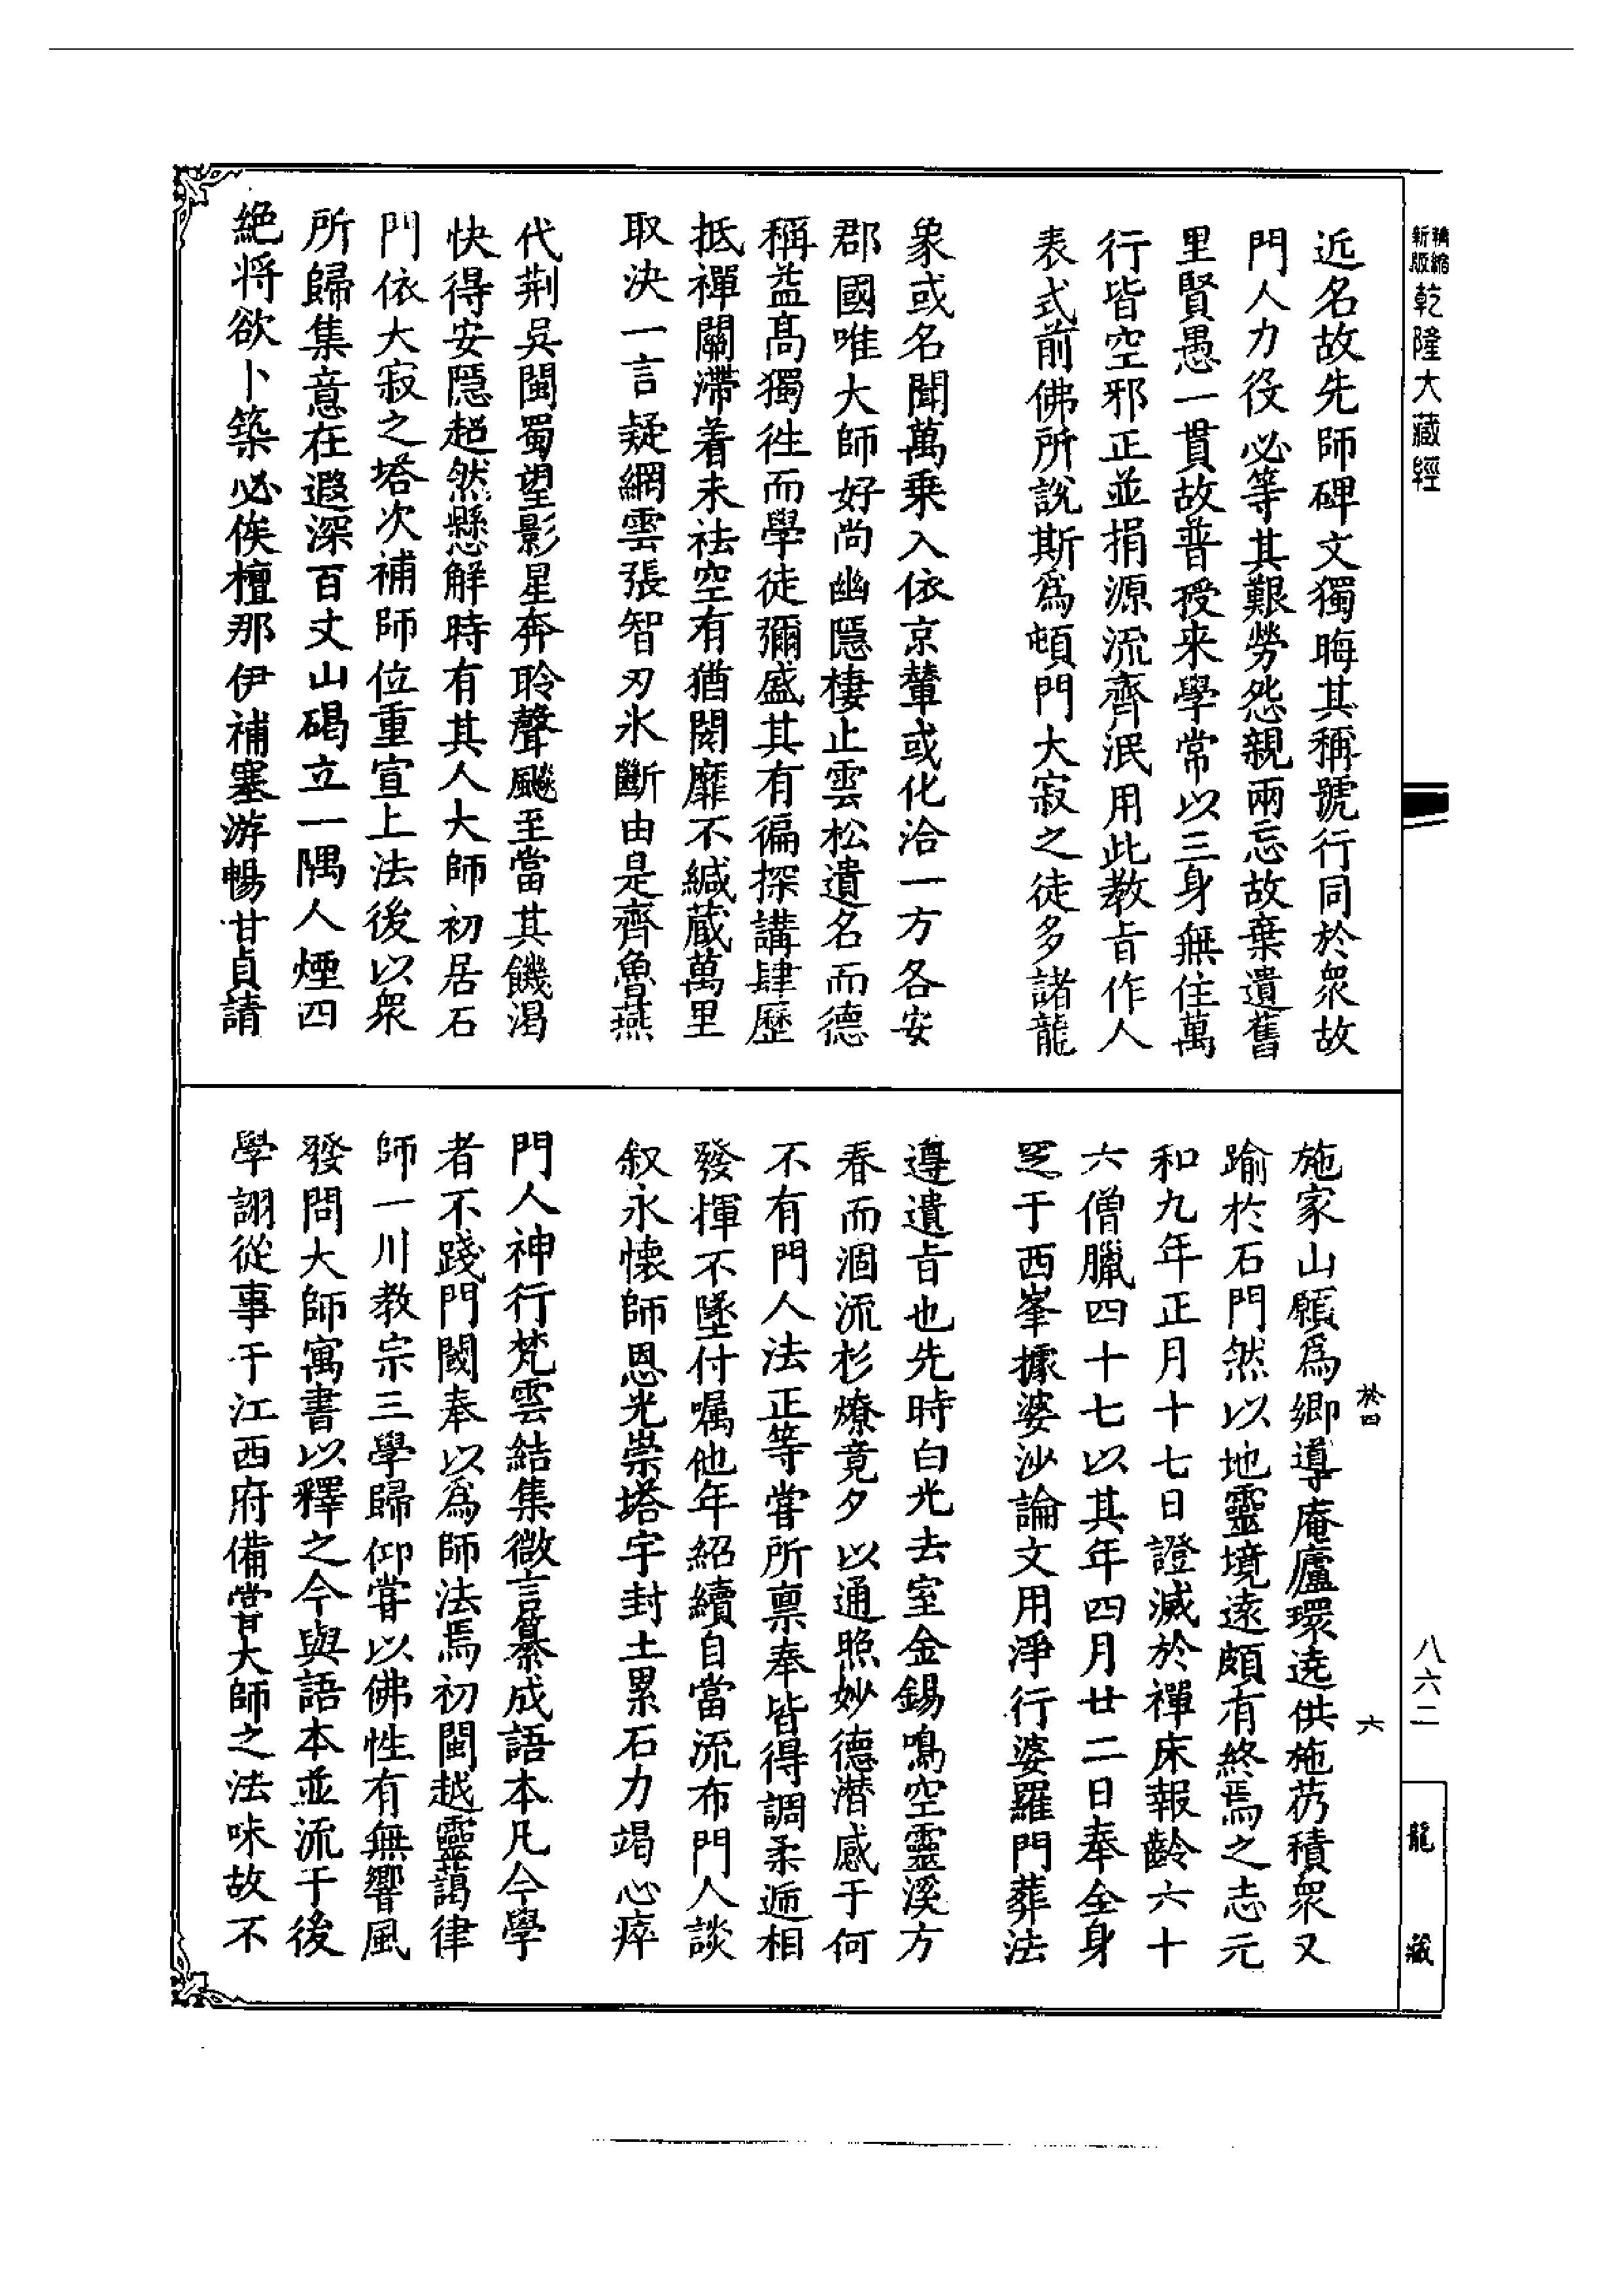 精縮
新版
乾隆大藏經
近名故先師碑文獨晦其稱號行同於衆故
門人力役必等其艱勞怨親兩忘故棄遺舊
里賢愚一貫故普授来學常以三身無住萬
行皆空邪正並捐源流齊泯用此教旨作人
表式前佛所說斯為頓門大寂之徒多諸龍
象或名聞萬乗入依京輦或化洽一方各安
郡國唯大師好尚幽隱棲止雲松遺名而德
稱益髙獨徃而學徒彌盛其有徧探講肆歷
抵禪關滯着未祛空有猶閡靡不緘蔵萬里
取決一言疑網雲張智刃氷斷由是齊魯燕
代荆吳閩蜀望影星奔聆聲飈至當其饑渇
快得安隱超然懸解時有其人大師初居石
門依大寂之塔次補師位重宣上法後以衆
所歸集意在遐深百丈山碣立一隅人煙四
絶将欲卜築必俟檀那伊補塞游暢甘貞請
施家山願為鄉導庵廬環遶供施芿積衆又
踰於石門然以地靈境遠頗有終焉之志元
和九年正月十七日證滅於禪床報齡六十
六僧臘四十七以其年四月廿二日奉全身
窆于西峯據婆沙論文用淨行婆羅門葬法
遵遺旨也先時白光去室金錫鳴空靈溪方
春而涸流杉燎竟夕以通照妙德潜感于何
不有門人法正等嘗所禀奉皆得調柔逓相
發揮不墜付嘱他年紹續自當流布門人談
叙永懷師恩光崇塔宇封土累石力竭心瘁
門人神行梵雲結集微言纂成語本凡今學
者不踐門閾奉以為師法焉初閩越靈藹律
師一川教宗三學歸仰甞以佛性有無響風
發問大師寓書以釋之今與語本並流于後
學詡從事于江西府備甞大師之法味故不
於四
六
八六二
龍藏